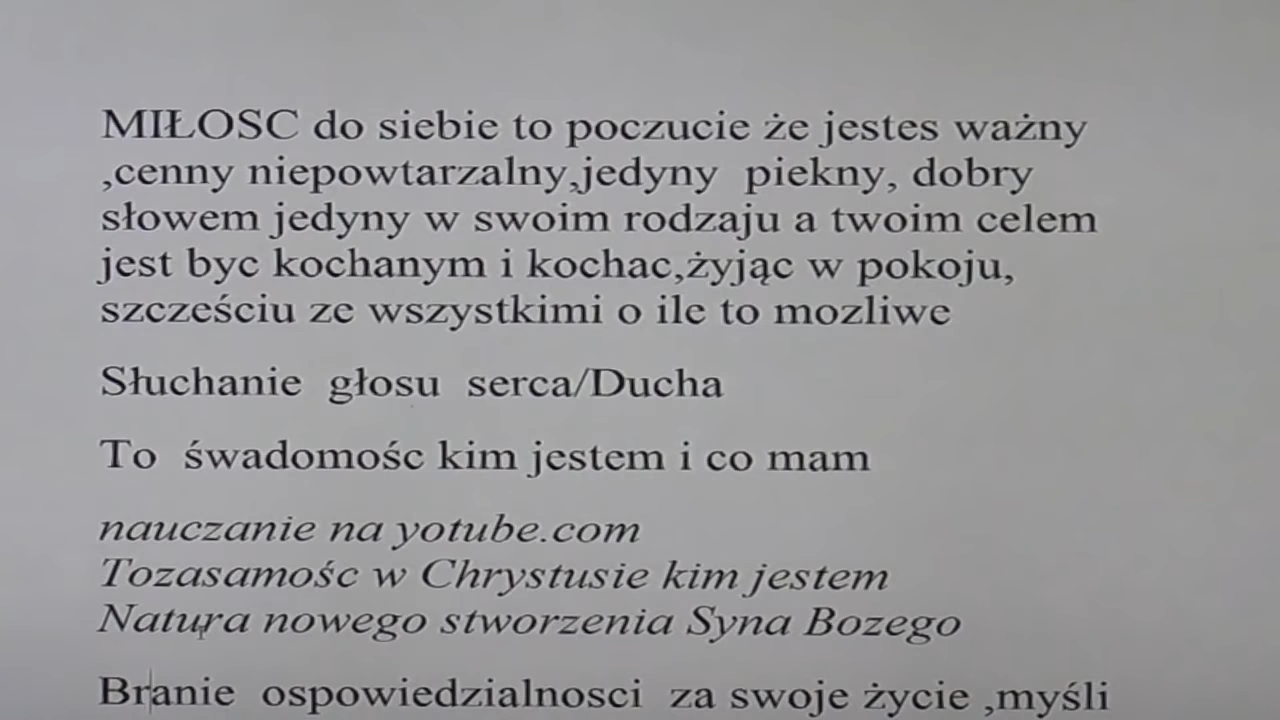 MIŁOSC do siebie to poczucie że jestes ważny
,cenny niepowtarzalny,jedyny piekny, dobry
słowem jedyny w swoim rodzaju a twoim celem
jest byc kochanym i kochac,żyjąc w pokoju,
szcześciu ze wszystkimi o ile to mozliwe
Słuchanie głosu serca/Ducha
To śwadomośc kim jestem i co mam
nauczanie na yotube.com
Tozasamośc w Chrystusie kim jestem
Natura nowego stworzenia Syna Bozego
Branie ospowiedzialnosci za swoje życie ,myśli